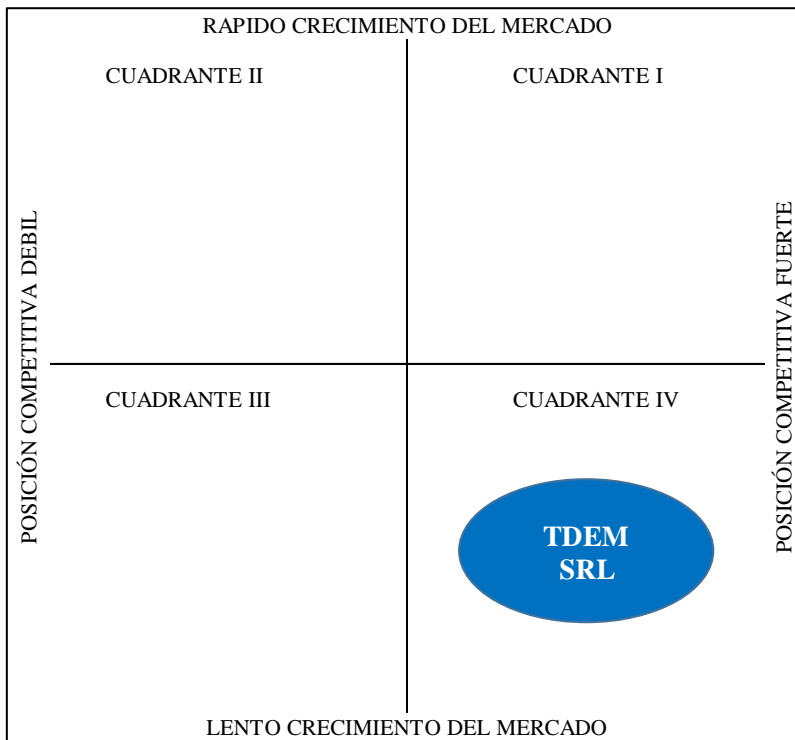 RAPIDO CRECIMIENTO DEL MERCADO
CUADRANTE II
CUADRANTE I
POSICIÓN COMPETITIVA DEBIL
POSICIÓN COMPETITIVA FUERTE
CUADRANTE III
CUADRANTE IV
TDEM
SRL
LENTO CRECIMIENTO DEL MERCADO